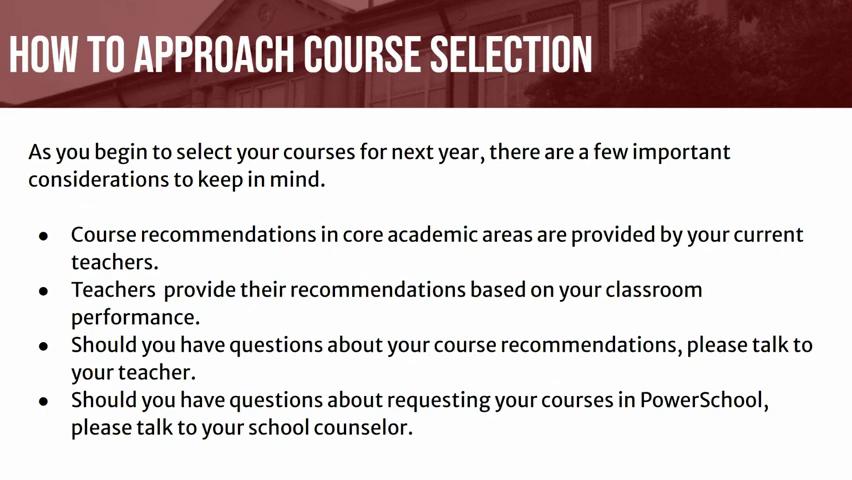 HOW TO APPROACH COURSE SELECTION
As you begin to select your courses for next year, there are a few important
considerations to keep in mind.
● Course recommendations in core academic areas are provided by your current
teachers.
● Teachers provide their recommendations based on your classroom
performance.
● Should you have questions about your course recommendations, please talk to
your teacher.
● Should you have questions about requesting your courses in PowerSchool,
please talk to your school counselor.